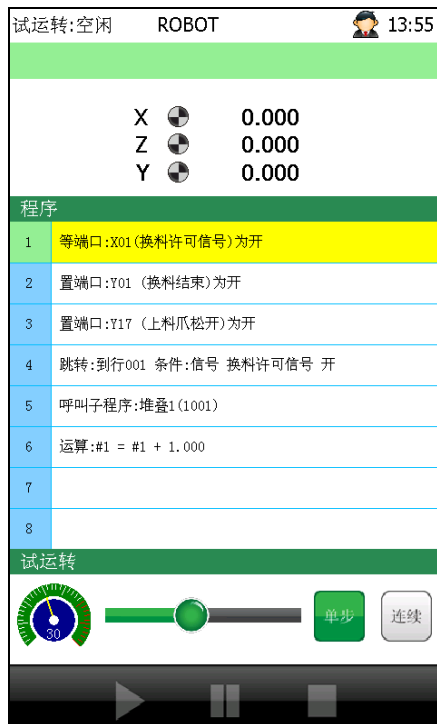 试运转:空闲 ROBOT 13:55
X 0.000
Z 0.000
Y 0.000
程序
1 等端口:X01(换料许可信号)为开
2 置端口:Y01 (换料结束)为开
3 置端口:Y17 (上料爪松开)为开
4 跳转:到行001 条件:信号 换料许可信号 开
5 呼叫子程序:堆叠1(1001)
6 运算:#1 = #1 + 1.000
7
8
试运转
30 单步 连续